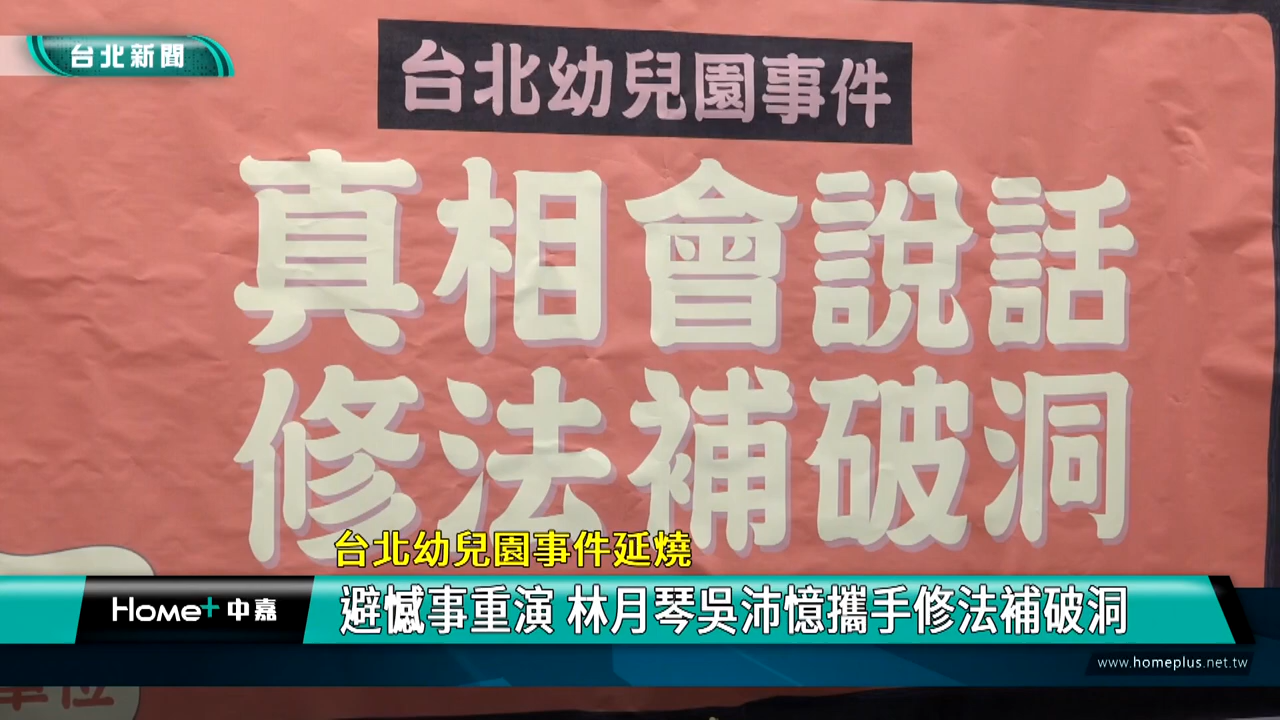 台北新聞
台北幼兒園事件
真相會說話
修法補破洞
台北幼兒園事件延燒
Home+ 中嘉
避憾事重演 林月琴吳沛憶攜手修法補破洞
www.homeplus.net.tw
單位